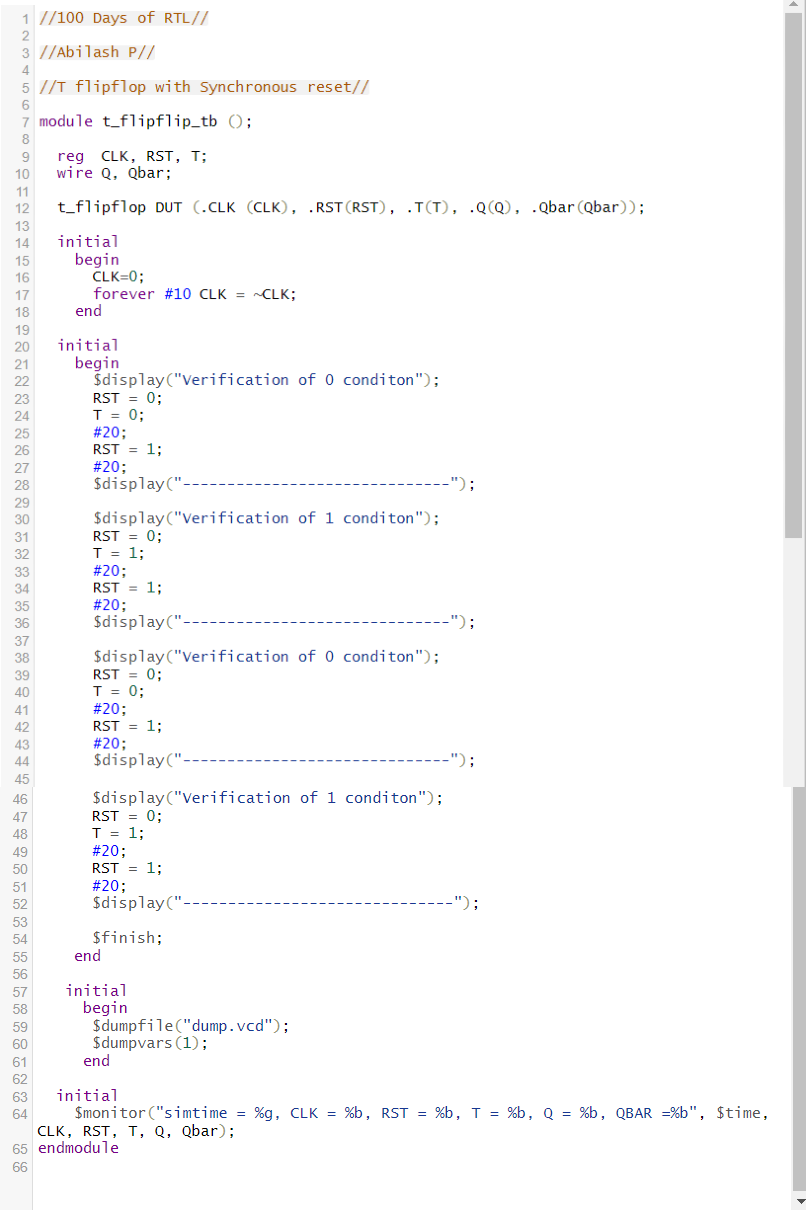 1 //100 Days of RTL//
2
3 //Abilash P//
4
5 //T flipflop with Synchronous reset//
6
7 module t_flipflip_tb ();
8
9   reg  CLK, RST, T;
10   wire Q, Qbar;
11
12   t_flipflop DUT (.CLK (CLK), .RST(RST), .T(T), .Q(Q), .Qbar(Qbar));
13
14   initial
15     begin
16       CLK=0;
17       forever #10 CLK = ~CLK;
18     end
19
20   initial
21     begin
22       $display("Verification of 0 conditon");
23       RST = 0;
24       T = 0;
25       #20;
26       RST = 1;
27       #20;
28       $display("------------------------------");
29
30       $display("Verification of 1 conditon");
31       RST = 0;
32       T = 1;
33       #20;
34       RST = 1;
35       #20;
36       $display("------------------------------");
37
38       $display("Verification of 0 conditon");
39       RST = 0;
40       T = 0;
41       #20;
42       RST = 1;
43       #20;
44       $display("------------------------------");
45
46       $display("Verification of 1 conditon");
47       RST = 0;
48       T = 1;
49       #20;
50       RST = 1;
51       #20;
52       $display("------------------------------");
53
54       $finish;
55     end
56
57    initial
58      begin
59       $dumpfile("dump.vcd");
60       $dumpvars(1);
61      end
62
63   initial
64     $monitor("simtime = %g, CLK = %b, RST = %b, T = %b, Q = %b, QBAR =%b", $time,
CLK, RST, T, Q, Qbar);
65 endmodule
66